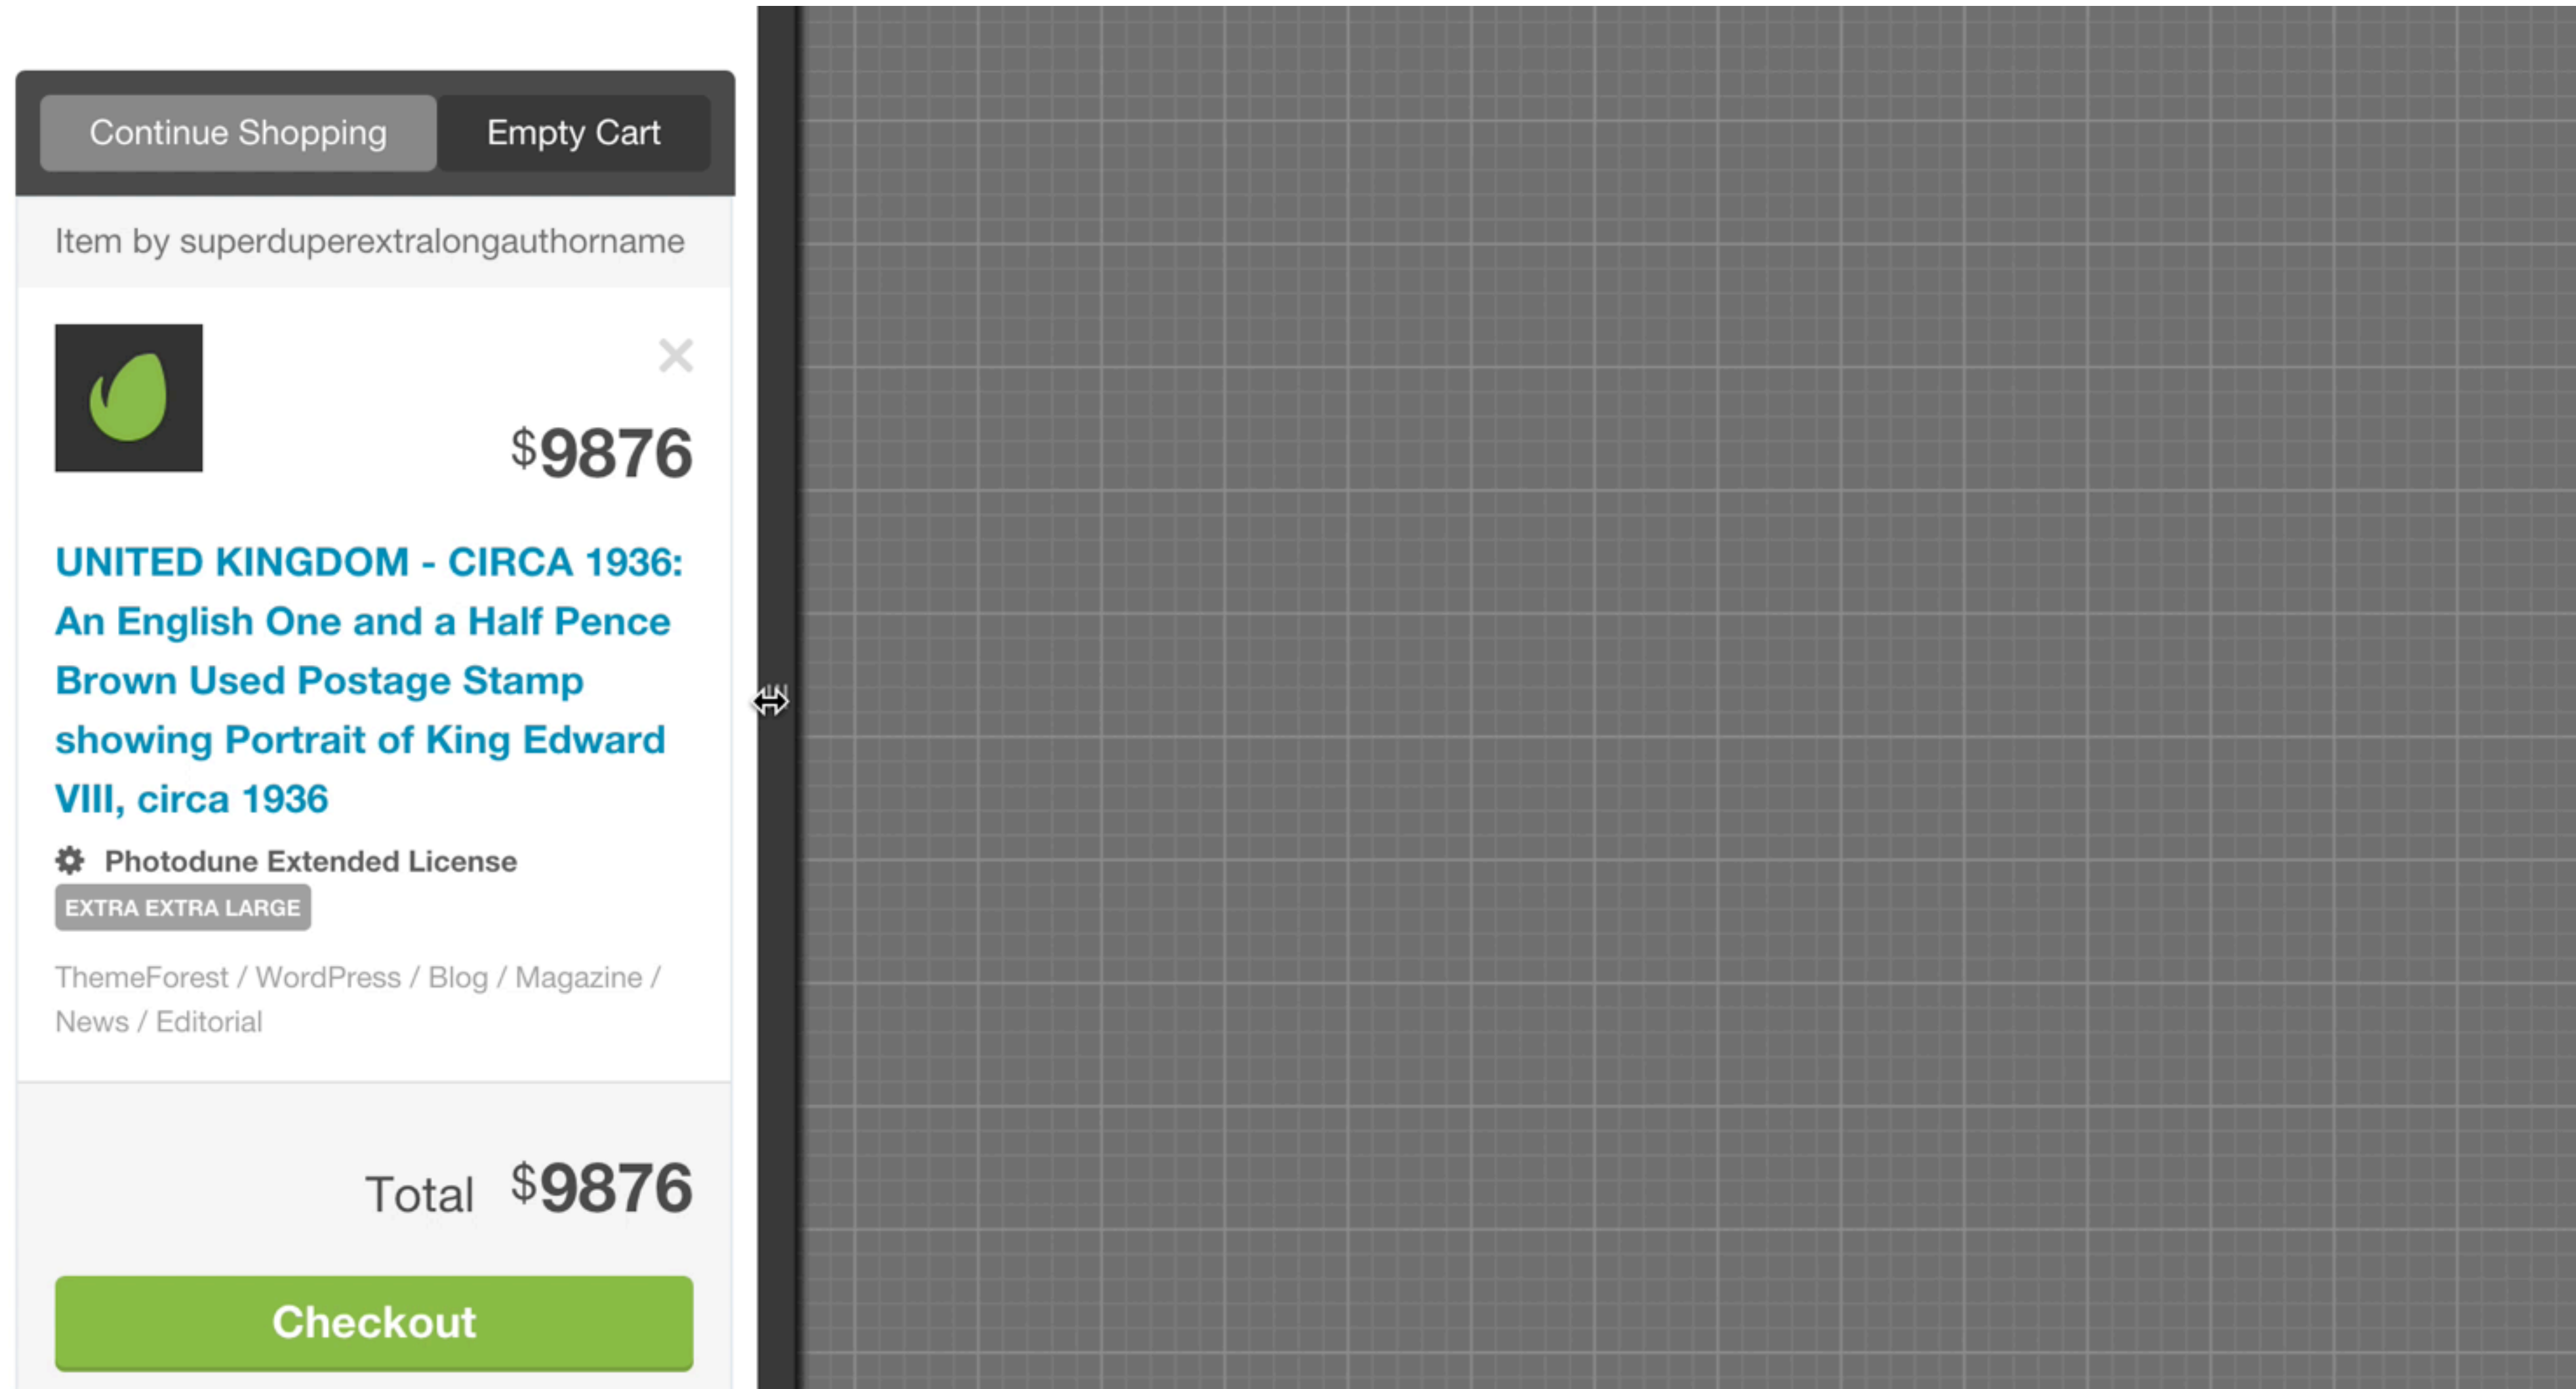 Continue Shopping
Empty Cart
Item by superduperextralongauthorname
$9876
UNITED KINGDOM - CIRCA 1936:
An English One and a Half Pence
Brown Used Postage Stamp
showing Portrait of King Edward
VIII, circa 1936
Photodune Extended License
EXTRA EXTRA LARGE
ThemeForest / WordPress / Blog / Magazine /
News / Editorial
Total $9876
Checkout